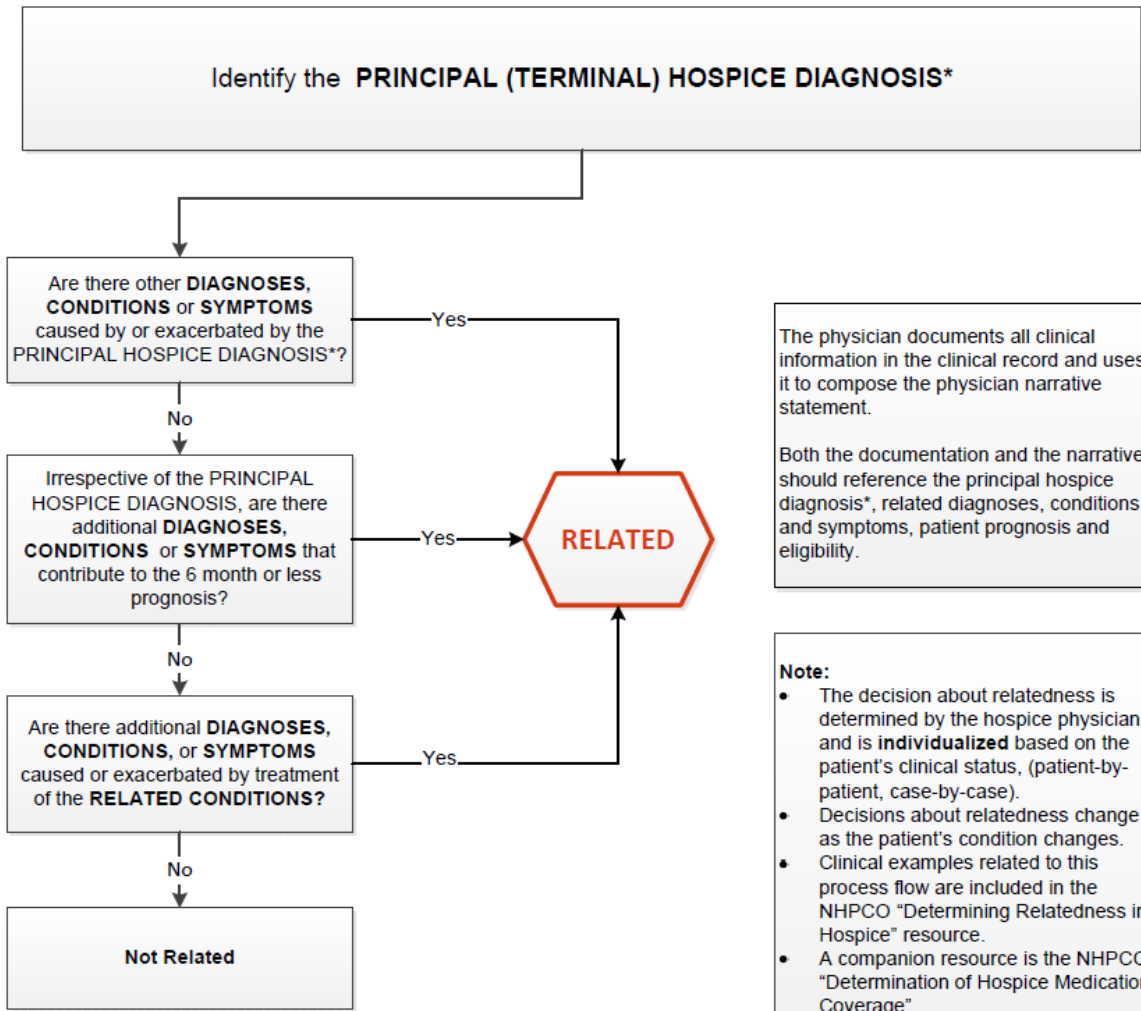 Identify the PRINCIPAL (TERMINAL) HOSPICE DIAGNOSIS*
Are there other DIAGNOSES,
CONDITIONS or SYMPTOMS
caused by or exacerbated by the
PRINCIPAL HOSPICE DIAGNOSIS*?
Yes
No
Irrespective of the PRINCIPAL
HOSPICE DIAGNOSIS, are there
additional DIAGNOSES,
CONDITIONS or SYMPTOMS that
contribute to the 6 month or less
prognosis?
Yes
RELATED
No
Are there additional DIAGNOSES,
CONDITIONS, or SYMPTOMS
caused or exacerbated by treatment
of the RELATED CONDITIONS?
Yes
No
Not Related
The physician documents all clinical
information in the clinical record and uses
it to compose the physician narrative
statement.
Both the documentation and the narrative
should reference the principal hospice
diagnosis*, related diagnoses, conditions
and symptoms, patient prognosis and
eligibility.
Note:
• The decision about relatedness is
determined by the hospice physician
and is individualized based on the
patient's clinical status, (patient-by-
patient, case-by-case).
• Decisions about relatedness change
as the patient's condition changes.
• Clinical examples related to this
process flow are included in the
NHPCO “Determining Relatedness in
Hospice” resource.
• A companion resource is the NHPCO
“Determination of Hospice Medication
Coverage”